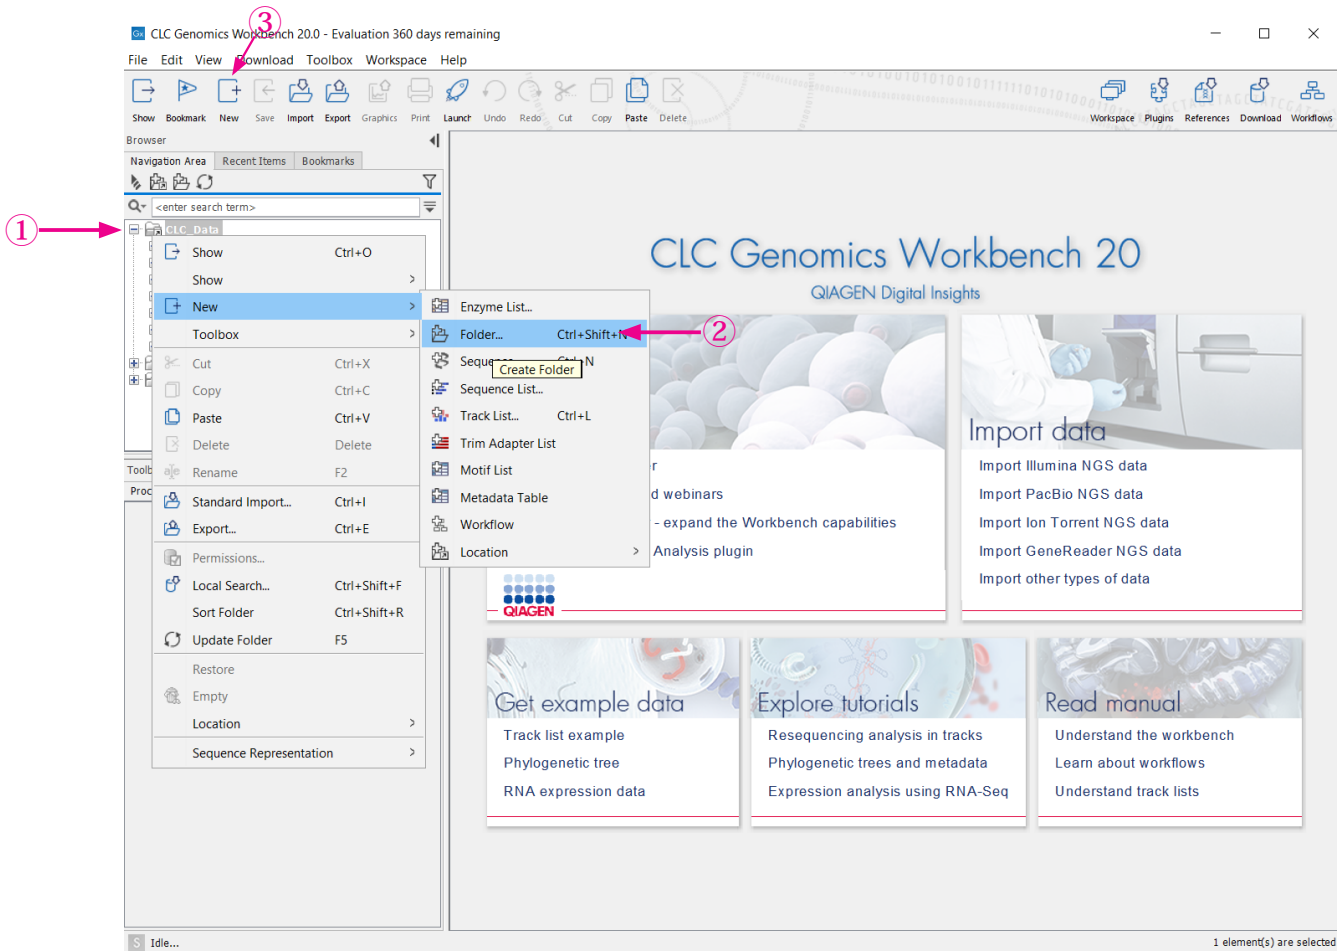 ③
CLC Genomics Workbench 20.0 - Evaluation 360 days remaining
File Edit View Download Toolbox Workspace Help
Show Bookmark New Save Import Export Graphics Print Launch Undo Redo Cut Copy Paste Delete
Workspace Plugins References Download Workflows
Browser
Navigation Area Recent Items Bookmarks
<enter search term>
①
CLC_Data
Show Ctrl+O
Show >
New >
Toolbox >
Cut Ctrl+X
Copy Ctrl+C
Paste Ctrl+V
Delete Delete
Rename F2
Standard Import... Ctrl+I
Export... Ctrl+E
Permissions...
Local Search... Ctrl+Shift+F
Sort Folder Ctrl+Shift+R
Update Folder F5
Restore
Empty
Location >
Sequence Representation >
Enzyme List...
Folder... Ctrl+Shift+N
②
Create Folder
Sequence List...
Track List... Ctrl+L
Trim Adapter List
Motif List
Metadata Table
Workflow
Location >
CLC Genomics Workbench 20
QIAGEN Digital Insights
d webinars
- expand the Workbench capabilities
Analysis plugin
QIAGEN
Import data
Import Illumina NGS data
Import PacBio NGS data
Import Ion Torrent NGS data
Import GeneReader NGS data
Import other types of data
Get example data
Track list example
Phylogenetic tree
RNA expression data
Explore tutorials
Resequencing analysis in tracks
Phylogenetic trees and metadata
Expression analysis using RNA-Seq
Read manual
Understand the workbench
Learn about workflows
Understand track lists
S Idle...
1 element(s) are selected